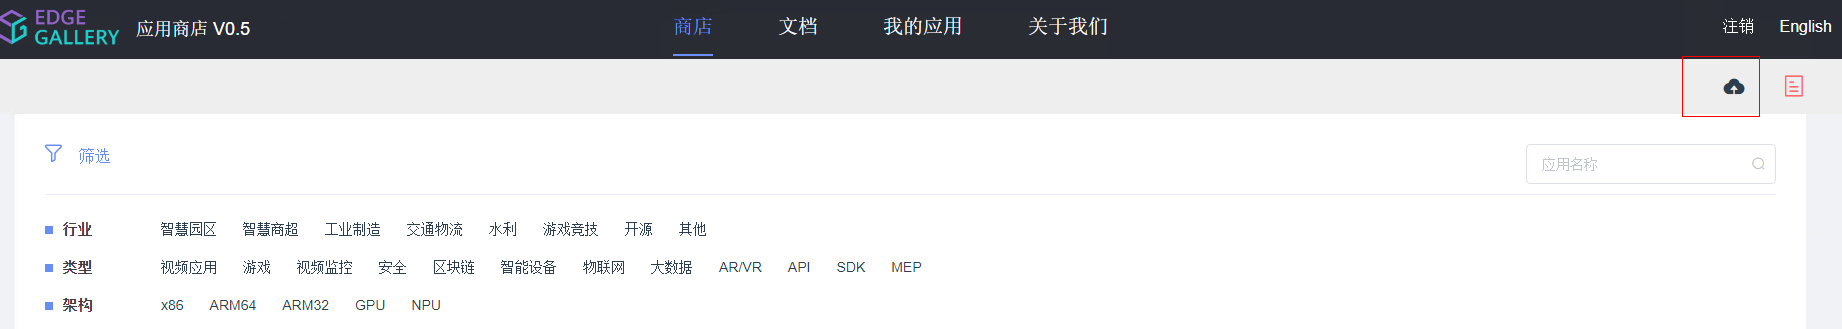 EDGE
GALLERY
应用商店 V0.5 商店 文档 我的应用 关于我们 注销 English
筛选 应用名称
行业 智慧园区 智慧商超 工业制造 交通物流 水利 游戏竞技 开源 其他
类型 视频应用 游戏 视频监控 安全 区块链 智能设备 物联网 大数据 AR/VR API SDK MEP
架构 x86 ARM64 ARM32 GPU NPU